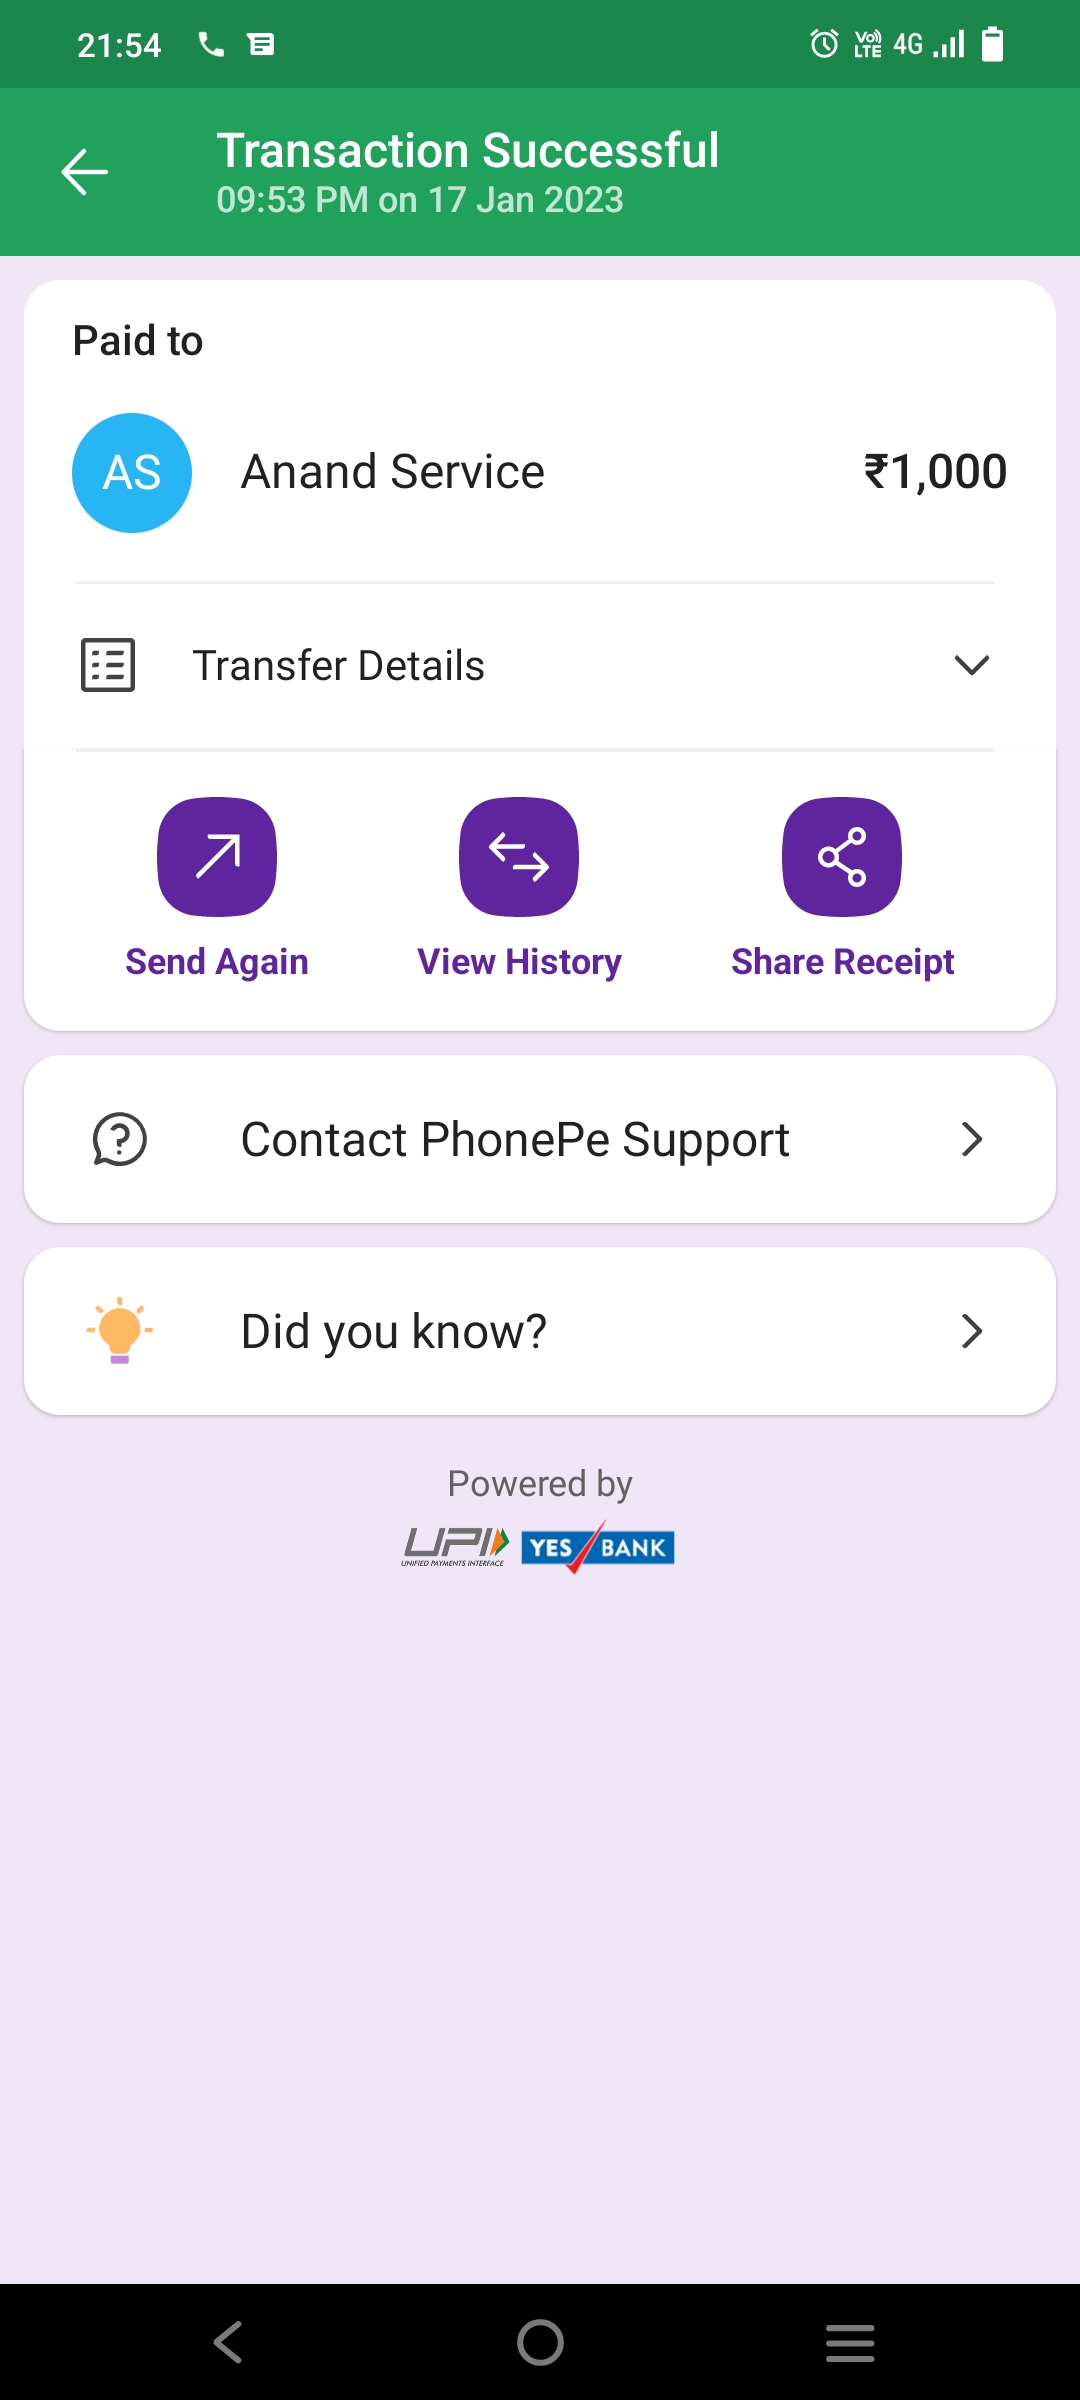 21:54
VoLTE 4G
Transaction Successful
09:53 PM on 17 Jan 2023
Paid to
AS Anand Service ₹1,000
Transfer Details
Send Again View History Share Receipt
Contact PhonePe Support
Did you know?
Powered by
UPI YES BANK
UNIFIED PAYMENTS INTERFACE